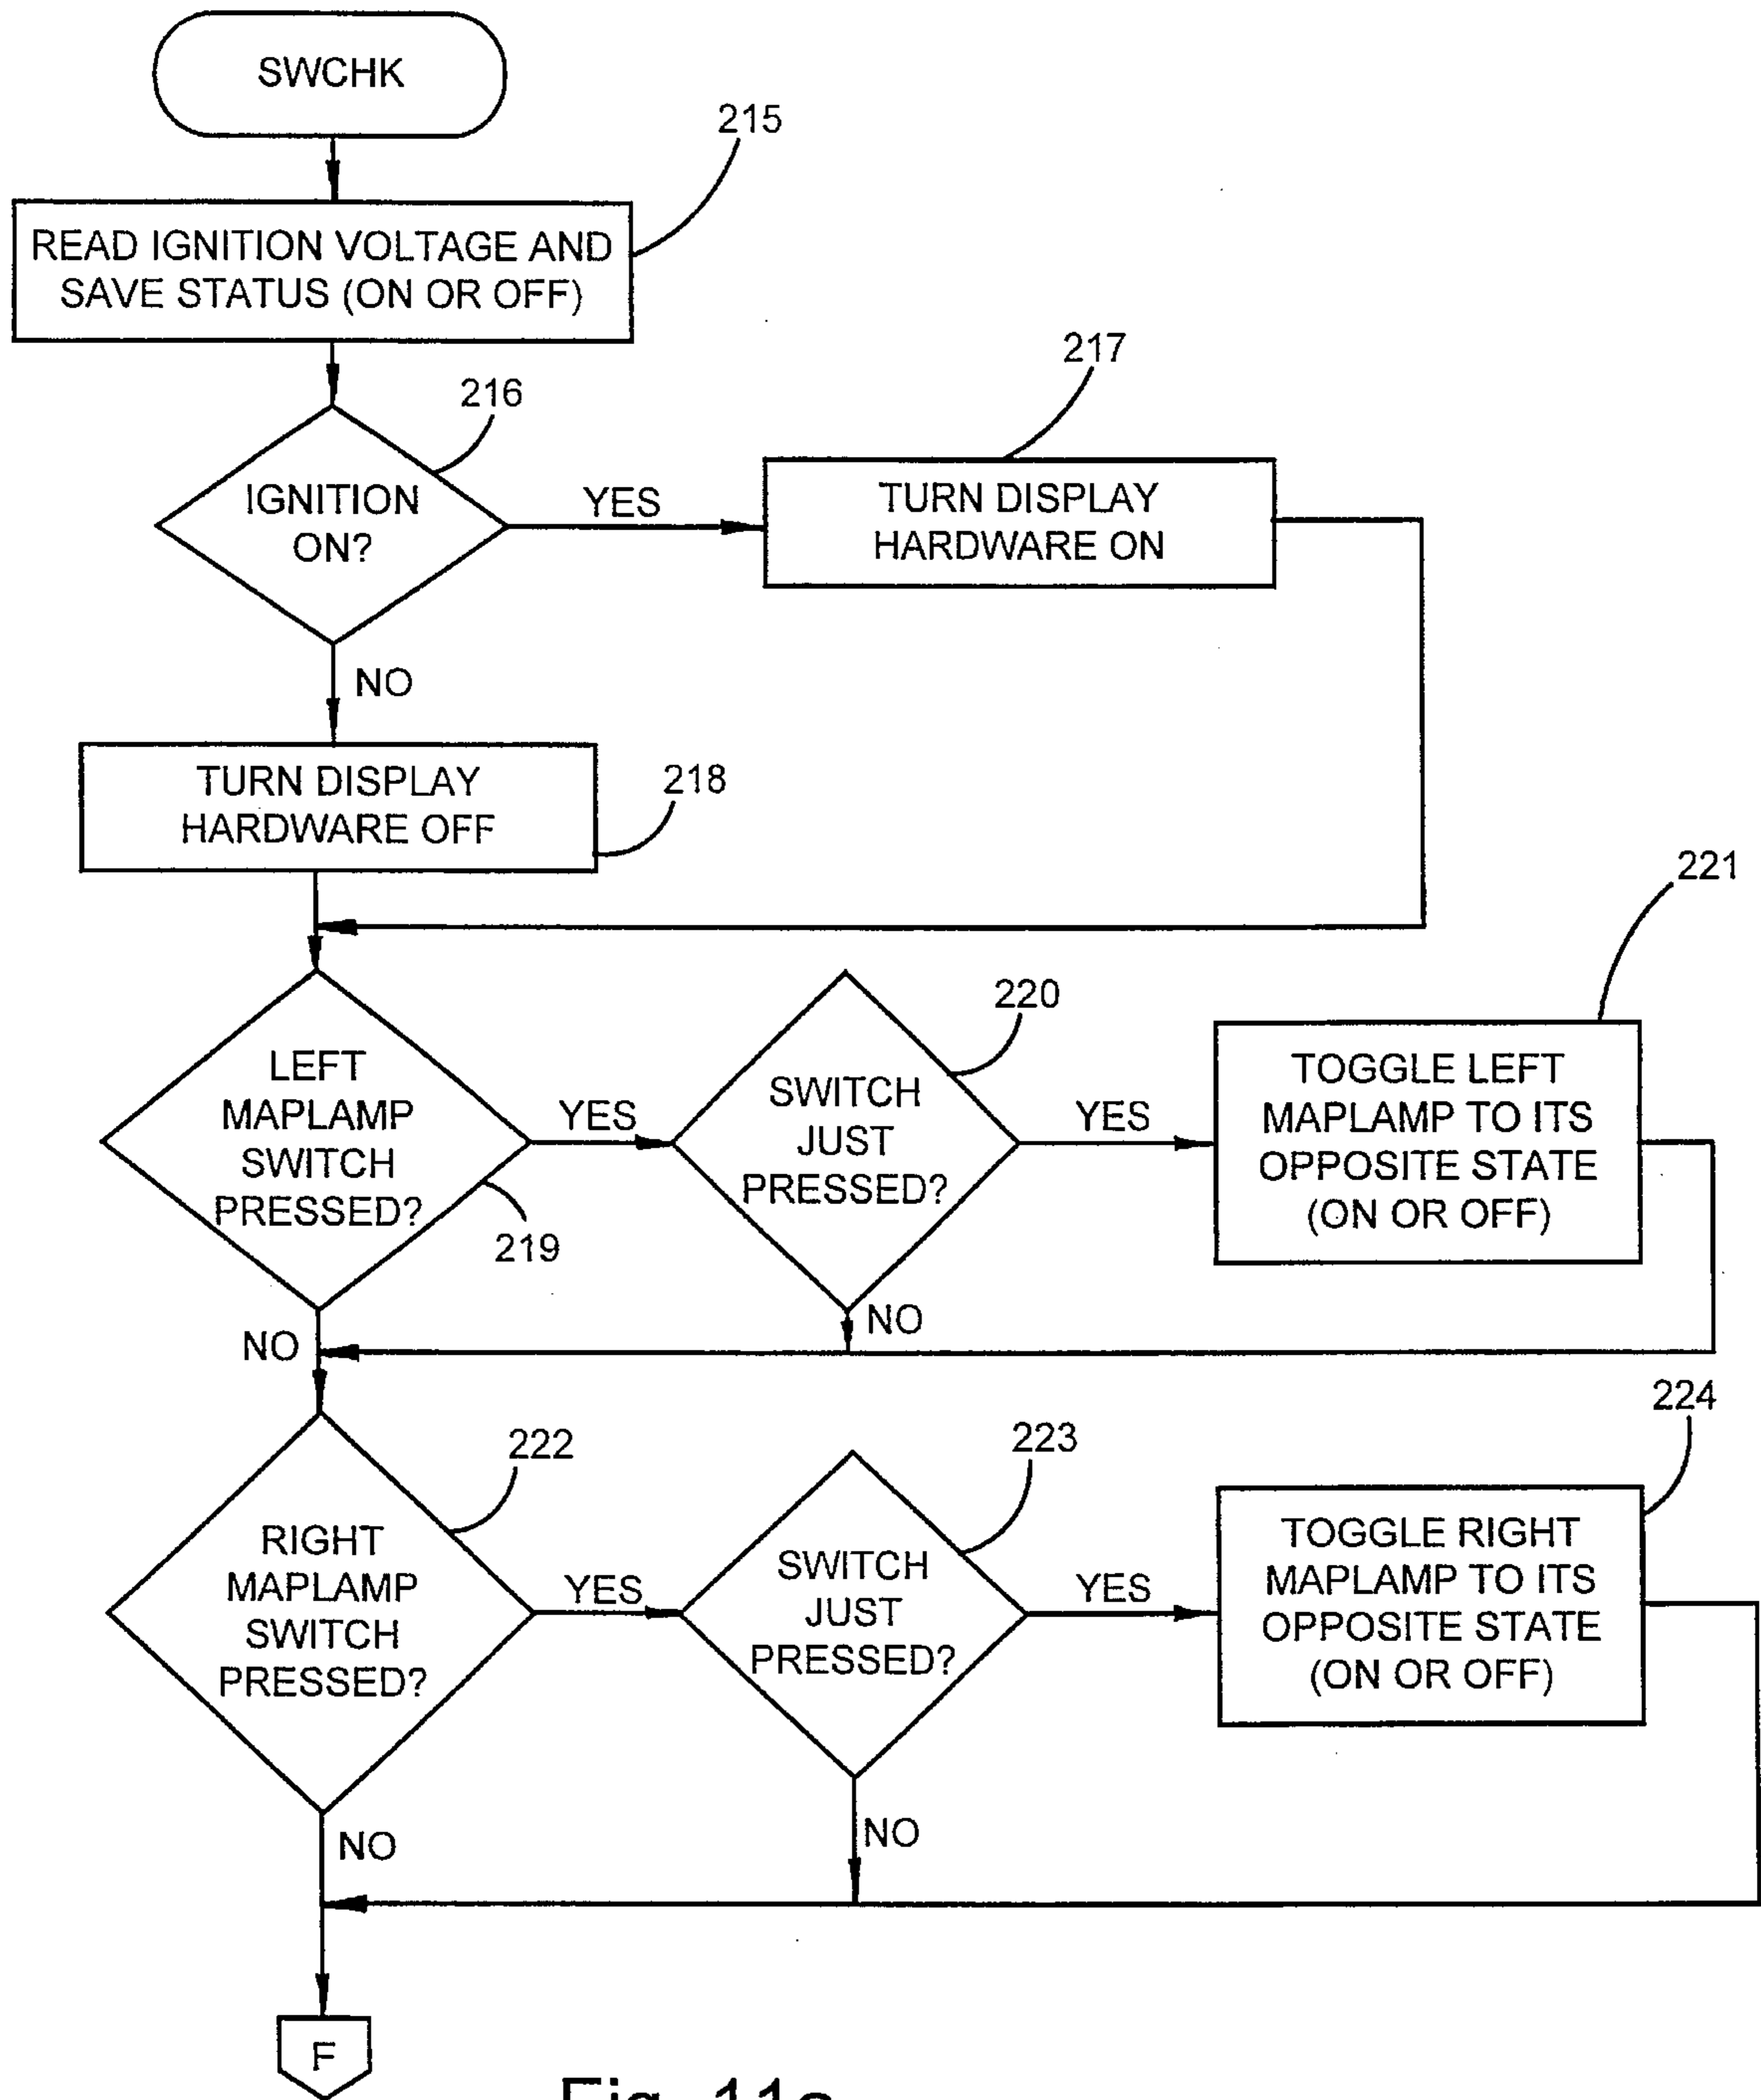 SWCHK
215
READ IGNITION VOLTAGE AND
SAVE STATUS (ON OR OFF)
216
IGNITION
ON?
YES
217
TURN DISPLAY
HARDWARE ON
NO
TURN DISPLAY
HARDWARE OFF
218
LEFT
MAPLAMP
SWITCH
PRESSED?
219
YES
220
SWITCH
JUST
PRESSED?
YES
221
TOGGLE LEFT
MAPLAMP TO ITS
OPPOSITE STATE
(ON OR OFF)
NO
NO
222
RIGHT
MAPLAMP
SWITCH
PRESSED?
YES
223
SWITCH
JUST
PRESSED?
YES
224
TOGGLE RIGHT
MAPLAMP TO ITS
OPPOSITE STATE
(ON OR OFF)
NO
NO
F
Fig. 11a